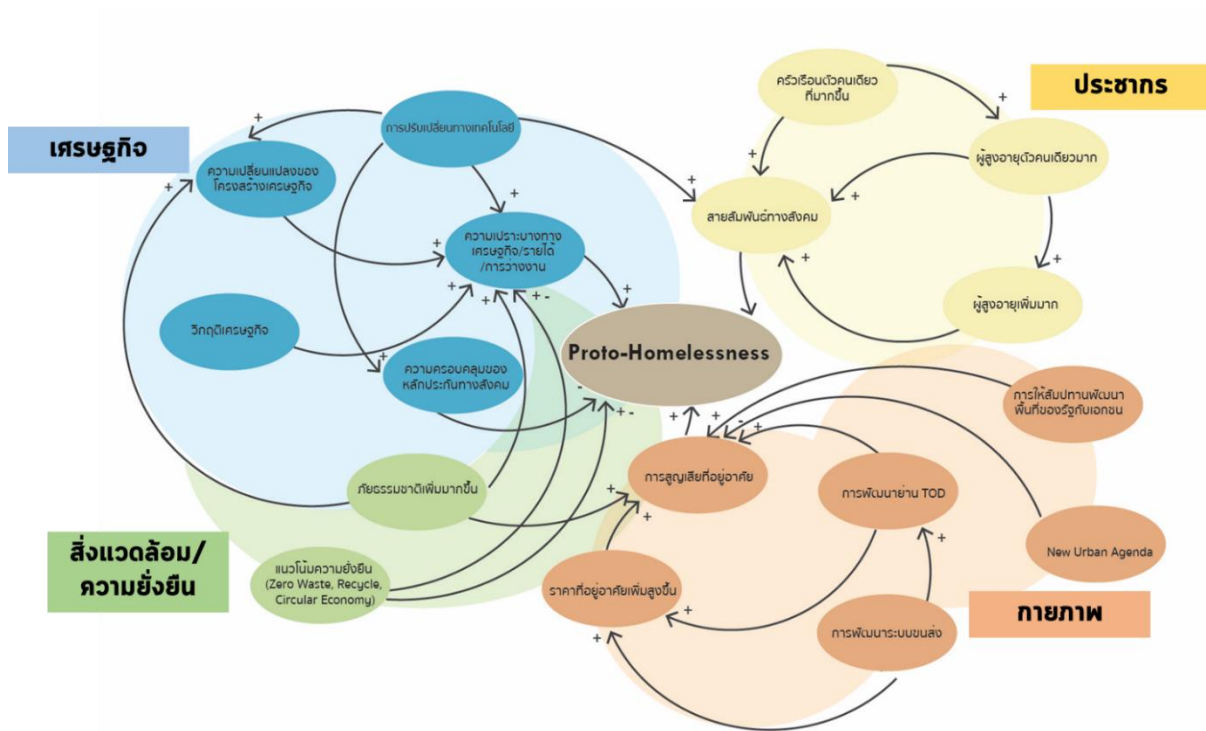 เศรษฐกิจ
การปรับเปลี่ยนทางเทคโนโลยี
ความเปลี่ยนแปลงของ
โครงสร้างเศรษฐกิจ
ความเปราะบางทาง
เศรษฐกิจ/รายได้
/การว่างงาน
วิกฤติเศรษฐกิจ
ความครอบคลุมของ
หลักประกันทางสังคม
ประชากร
ครัวเรือนตัวคนเดียว
ที่มากขึ้น
ผู้สูงอายุตัวคนเดียวมาก
สายสัมพันธ์ทางสังคม
ผู้สูงอายุเพิ่มมาก
Proto-Homelessness
สิ่งแวดล้อม/
ความยั่งยืน
ภัยธรรมชาติเพิ่มมากขึ้น
แนวโน้มความยั่งยืน
(Zero Waste, Recycle,
Circular Economy)
การให้สัมปทานพัฒนา
พื้นที่ของรัฐกับเอกชน
การสูญเสียที่อยู่อาศัย
การพัฒนาย่าน TOD
New Urban Agenda
ราคาที่อยู่อาศัยเพิ่มสูงขึ้น
การพัฒนาระบบขนส่ง
กายภาพ
+
+
+
+
+
+
+
+
+ -
+
-
+ -
+
+
+
+
+
+
+
+
-
+
+
+
+
+
+